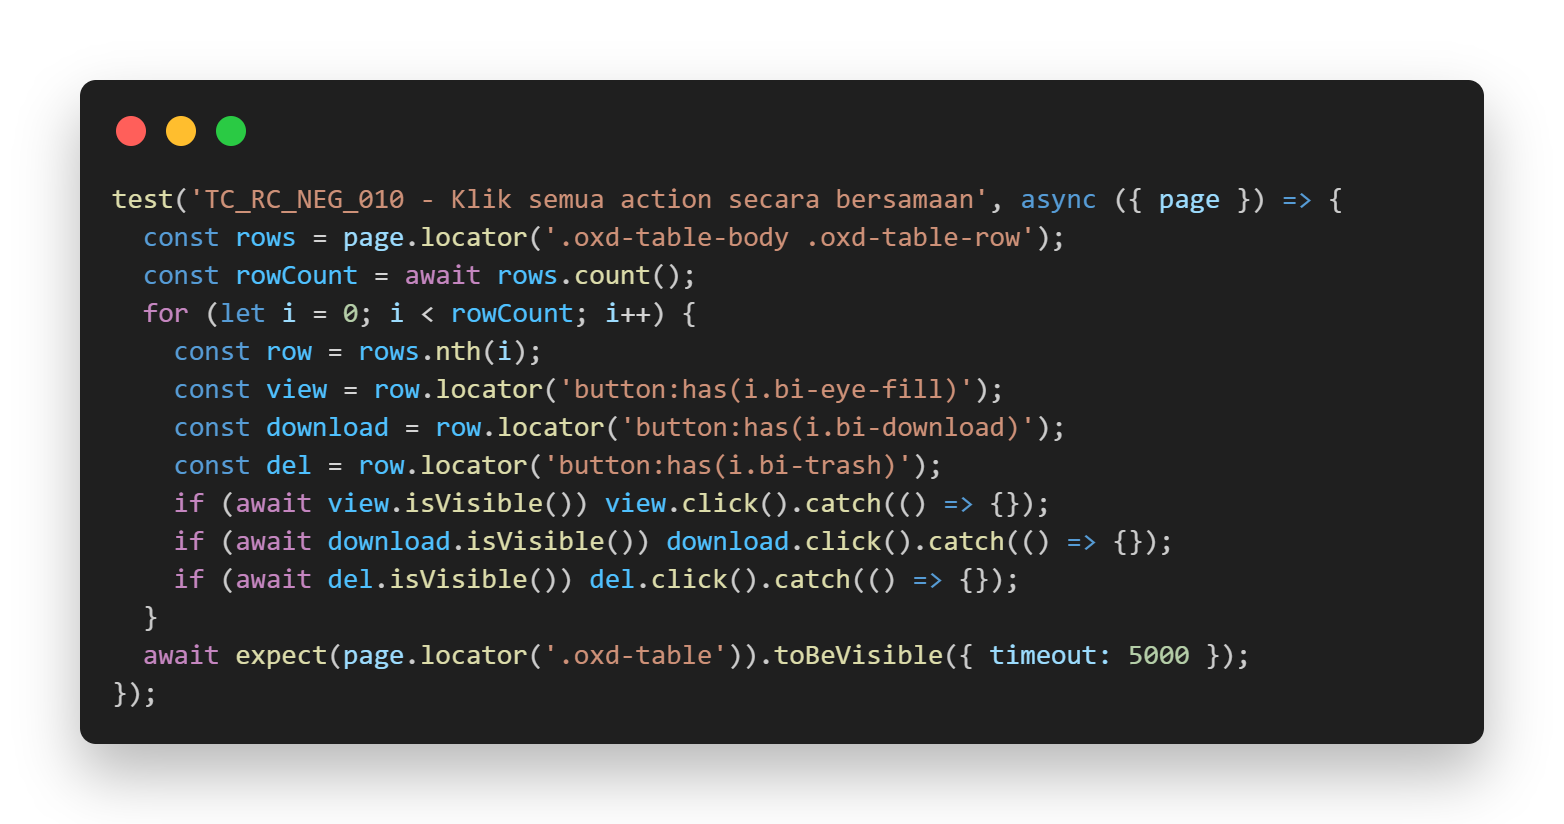 test('TC_RC_NEG_010 - Klik semua action secara bersamaan', async ({ page }) => {
  const rows = page.locator('.oxd-table-body .oxd-table-row');
  const rowCount = await rows.count();
  for (let i = 0; i < rowCount; i++) {
    const row = rows.nth(i);
    const view = row.locator('button:has(i.bi-eye-fill)');
    const download = row.locator('button:has(i.bi-download)');
    const del = row.locator('button:has(i.bi-trash)');
    if (await view.isVisible()) view.click().catch(() => {});
    if (await download.isVisible()) download.click().catch(() => {});
    if (await del.isVisible()) del.click().catch(() => {});
  }
  await expect(page.locator('.oxd-table')).toBeVisible({ timeout: 5000 });
});